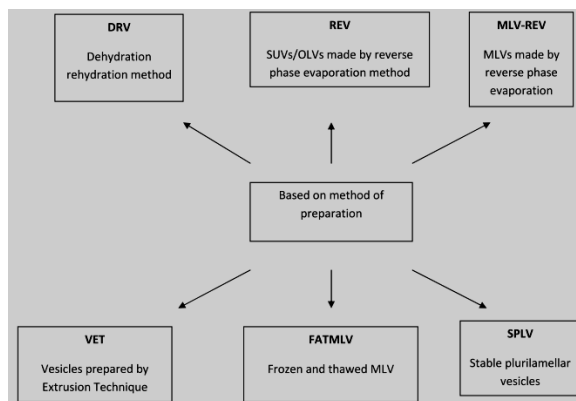 DRV
Dehydration
rehydration method
REV
SUVs/OLVs made by reverse
phase evaporation method
MLV-REV
MLVs made by
reverse phase
evaporation
Based on method of
preparation
VET
Vesicles prepared by
Extrusion Technique
FATMLV
Frozen and thawed MLV
SPLV
Stable plurilamellar
vesicles